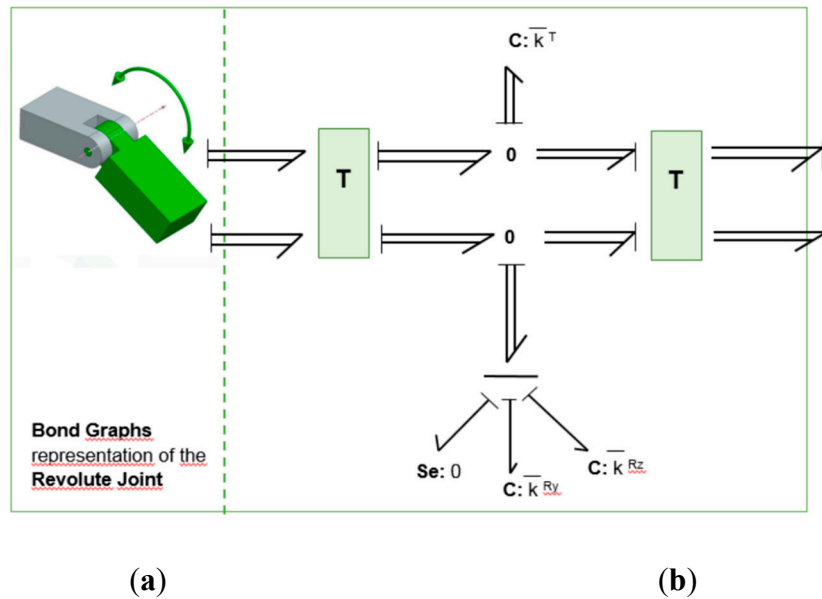 C: k̅ T
T
0
T
0
Bond Graphs
representation of the
Revolute Joint
Se: 0
C: k̅ Ry
C: k̅ Rz
(a)
(b)